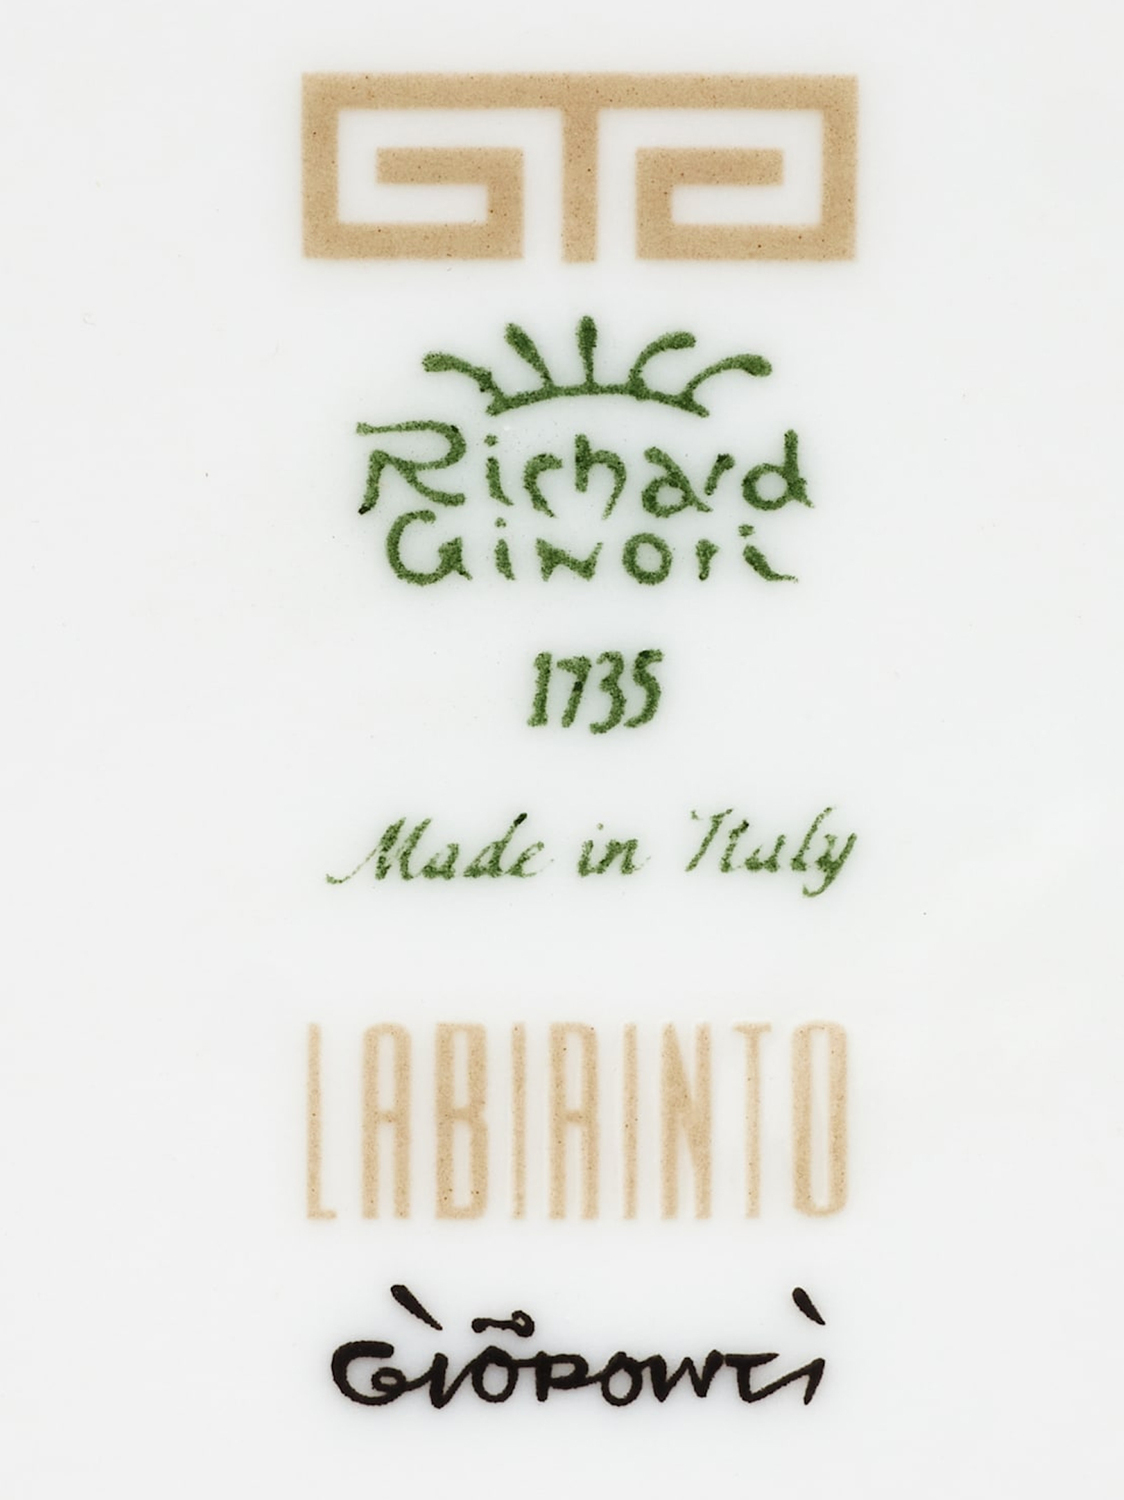 Richard
Ginori
1735
Made in Italy
LABIRINTO
GIÒPONTI